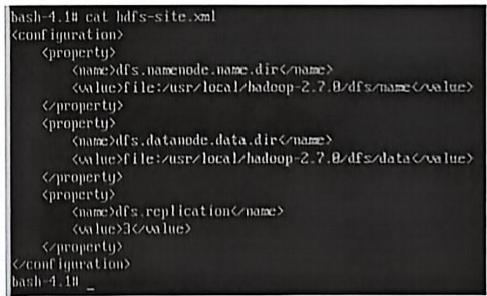 bash-4.1# cat hdfs-site.xml
<configuration>
<property>
<name>dfs.namenode.name.dir</name>
<value>file:/usr/local/hadoop-2.7.0/dfs/name</value>
</property>
<property>
<name>dfs.datanode.data.dir</name>
<value>file:/usr/local/hadoop-2.7.0/dfs/data</value>
</property>
<property>
<name>dfs.replication</name>
<value>3</value>
</property>
</configuration>
bash-4.1# _